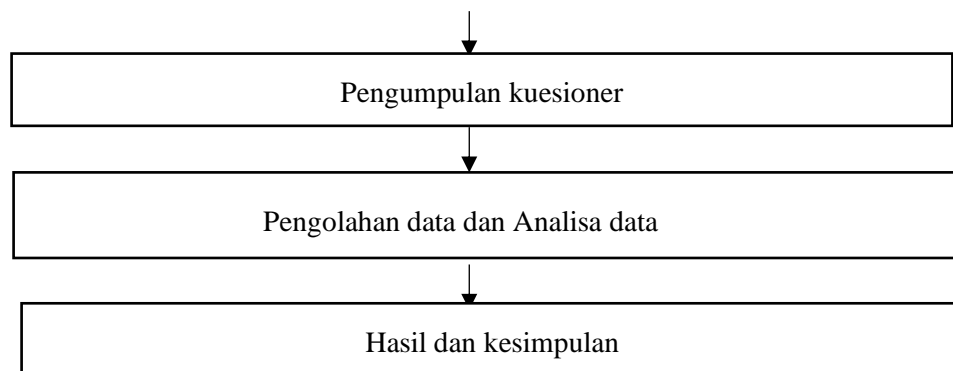 Pengumpulan kuesioner
Pengolahan data dan Analisa data
Hasil dan kesimpulan